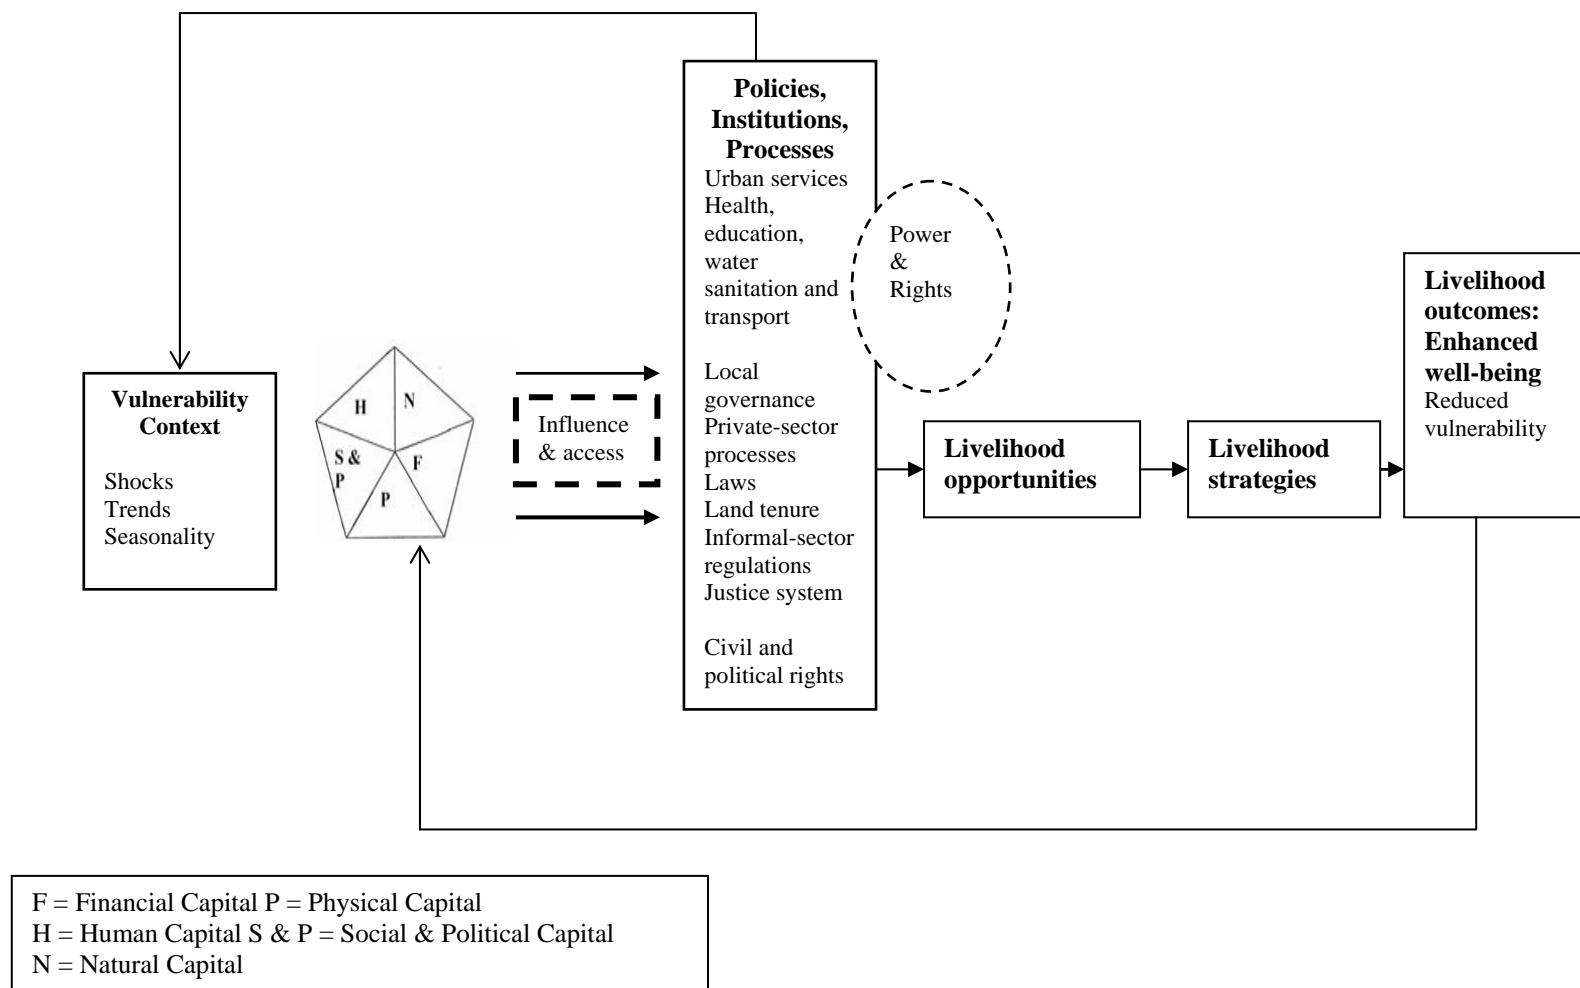 Policies,
Institutions,
Processes
Urban services
Health,
education,
water
sanitation and
transport
Local
governance
Private-sector
processes
Laws
Land tenure
Informal-sector
regulations
Justice system
Civil and
political rights
Power
&
Rights
Vulnerability
Context
Shocks
Trends
Seasonality
H
N
S &
P
F
P
Influence
& access
Livelihood
opportunities
Livelihood
strategies
Livelihood
outcomes:
Enhanced
well-being
Reduced
vulnerability
F = Financial Capital P = Physical Capital
H = Human Capital S & P = Social & Political Capital
N = Natural Capital